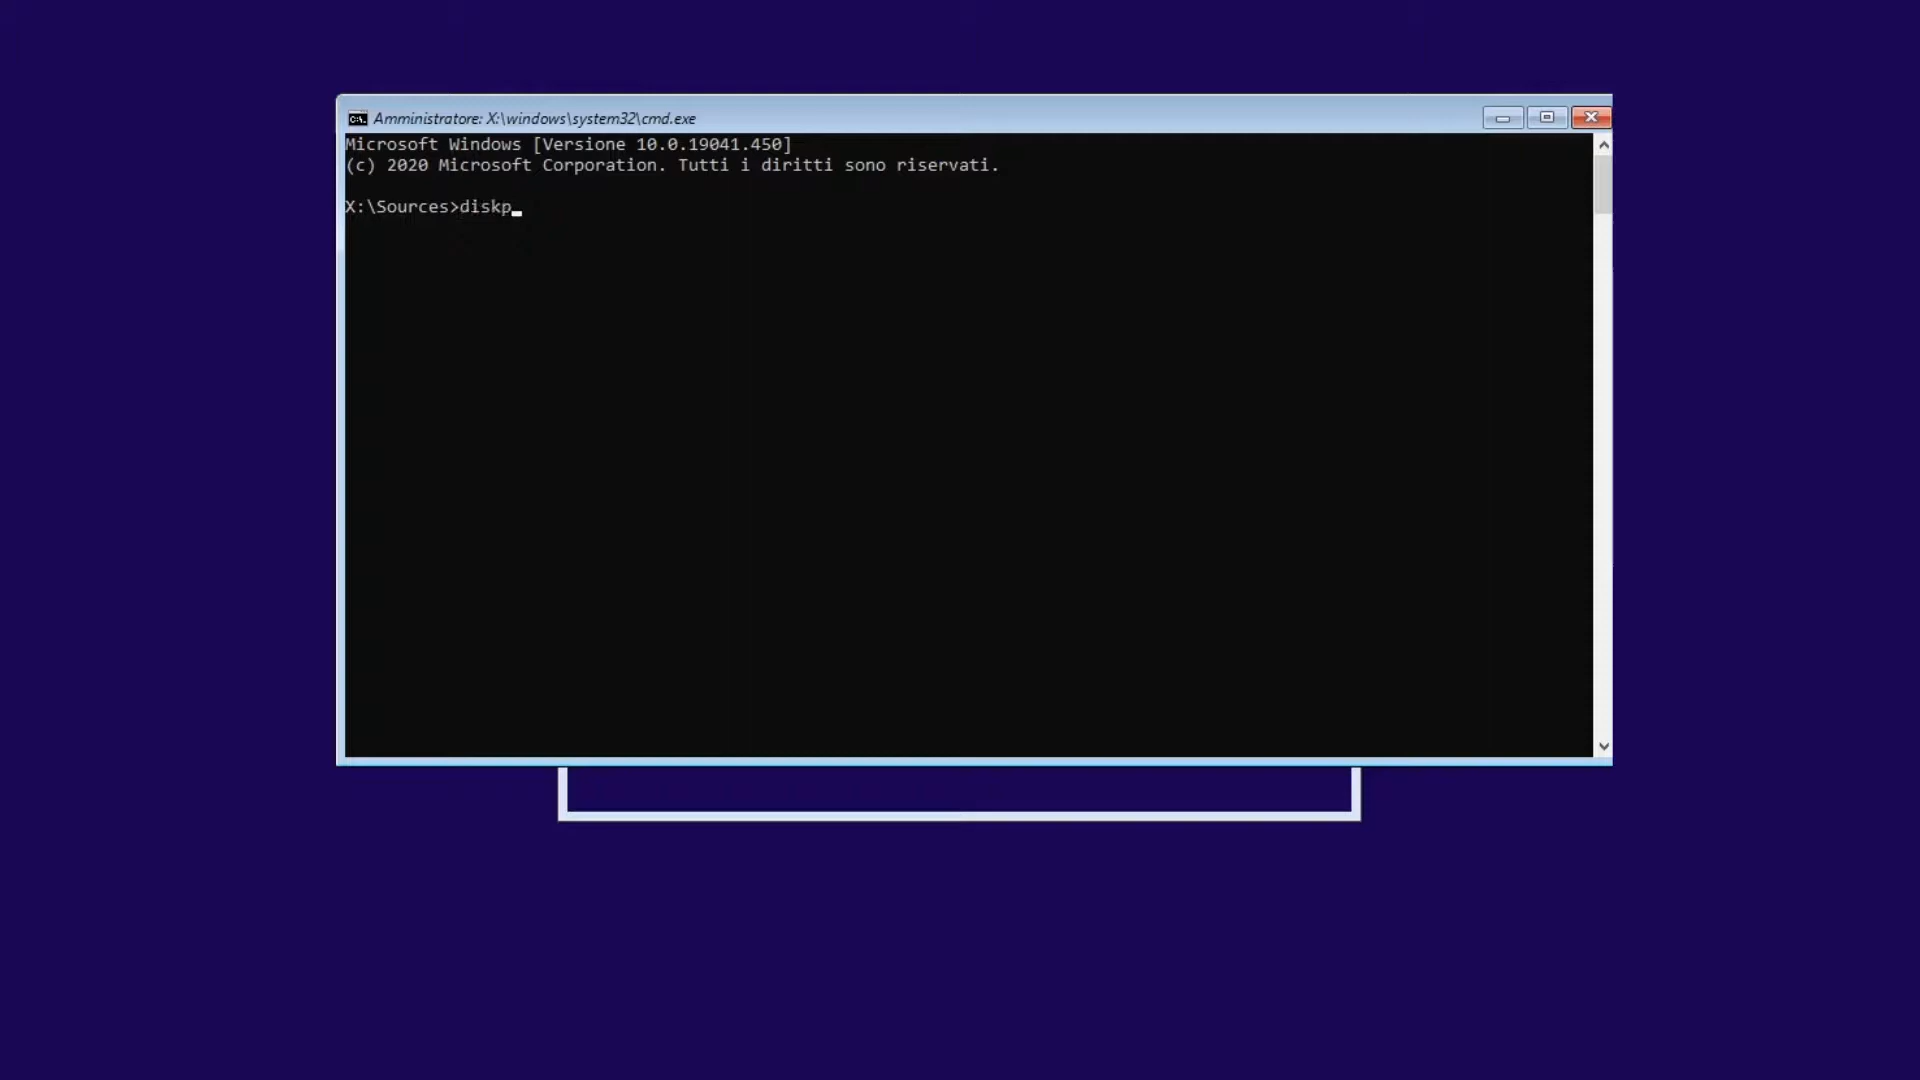 Amministratore: X:\windows\system32\cmd.exe
Microsoft Windows [Versione 10.0.19041.450]
(c) 2020 Microsoft Corporation. Tutti i diritti sono riservati.
X:\Sources>diskp